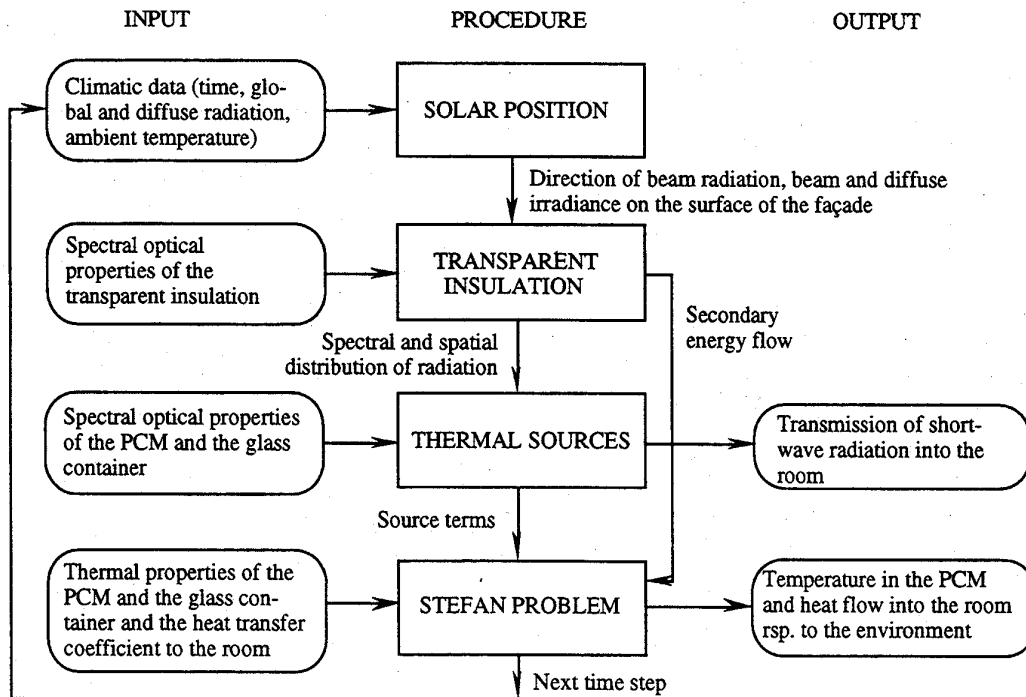 INPUT
PROCEDURE
OUTPUT
Climatic data (time, glo-
bal and diffuse radiation,
ambient temperature)
SOLAR POSITION
Direction of beam radiation, beam and diffuse
irradiance on the surface of the façade
Spectral optical
properties of the
transparent insulation
TRANSPARENT
INSULATION
Secondary
energy flow
Spectral and spatial
distribution of radiation
Spectral optical properties
of the PCM and the glass
container
THERMAL SOURCES
Transmission of short-
wave radiation into the
room
Source terms
Thermal properties of the
PCM and the glass con-
tainer and the heat transfer
coefficient to the room
STEFAN PROBLEM
Temperature in the PCM
and heat flow into the room
rsp. to the environment
Next time step